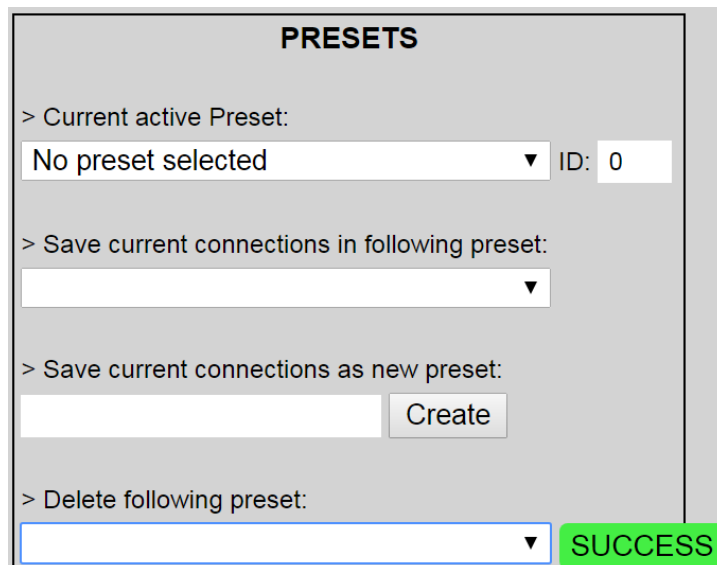 PRESETS
> Current active Preset:
No preset selected ▼ ID: 0
> Save current connections in following preset:
▼
> Save current connections as new preset:
Create
> Delete following preset:
▼ SUCCESS